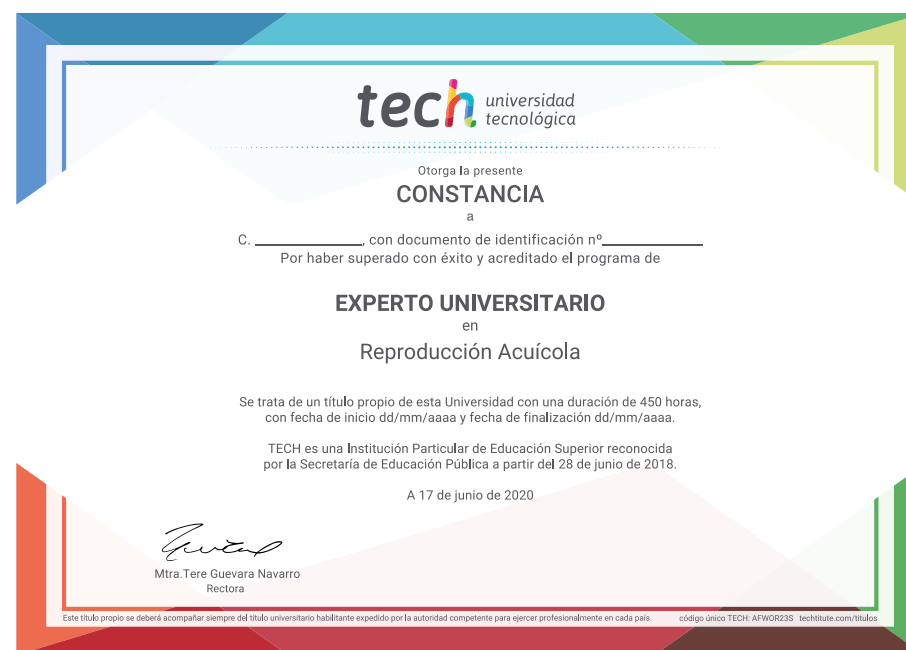 tech universidad
tecnológica
Otorga la presente
CONSTANCIA
a
C. ______________, con documento de identificación nº_____________
Por haber superado con éxito y acreditado el programa de
EXPERTO UNIVERSITARIO
en
Reproducción Acuícola
Se trata de un título propio de esta Universidad con una duración de 450 horas,
con fecha de inicio dd/mm/aaaa y fecha de finalización dd/mm/aaaa.
TECH es una Institución Particular de Educación Superior reconocida
por la Secretaría de Educación Pública a partir del 28 de junio de 2018.
A 17 de junio de 2020
Mtra.Tere Guevara Navarro
Rectora
Este título propio se deberá acompañar siempre del título universitario habilitante expedido por la autoridad competente para ejercer profesionalmente en cada país. código único TECH: AFWOR23S techtitute.com/titulos